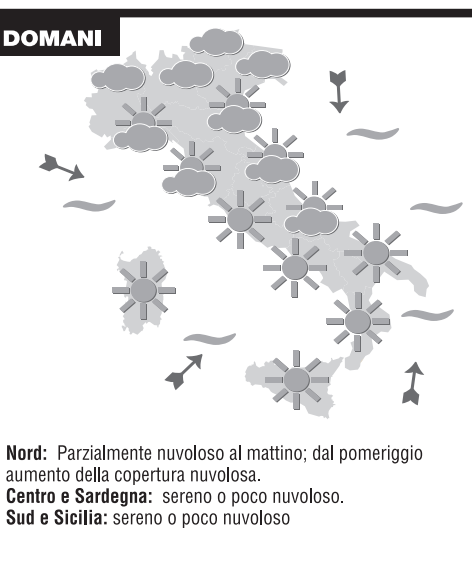 DOMANI
Nord: Parzialmente nuvoloso al mattino; dal pomeriggio
aumento della copertura nuvolosa.
Centro e Sardegna: sereno o poco nuvoloso.
Sud e Sicilia: sereno o poco nuvoloso